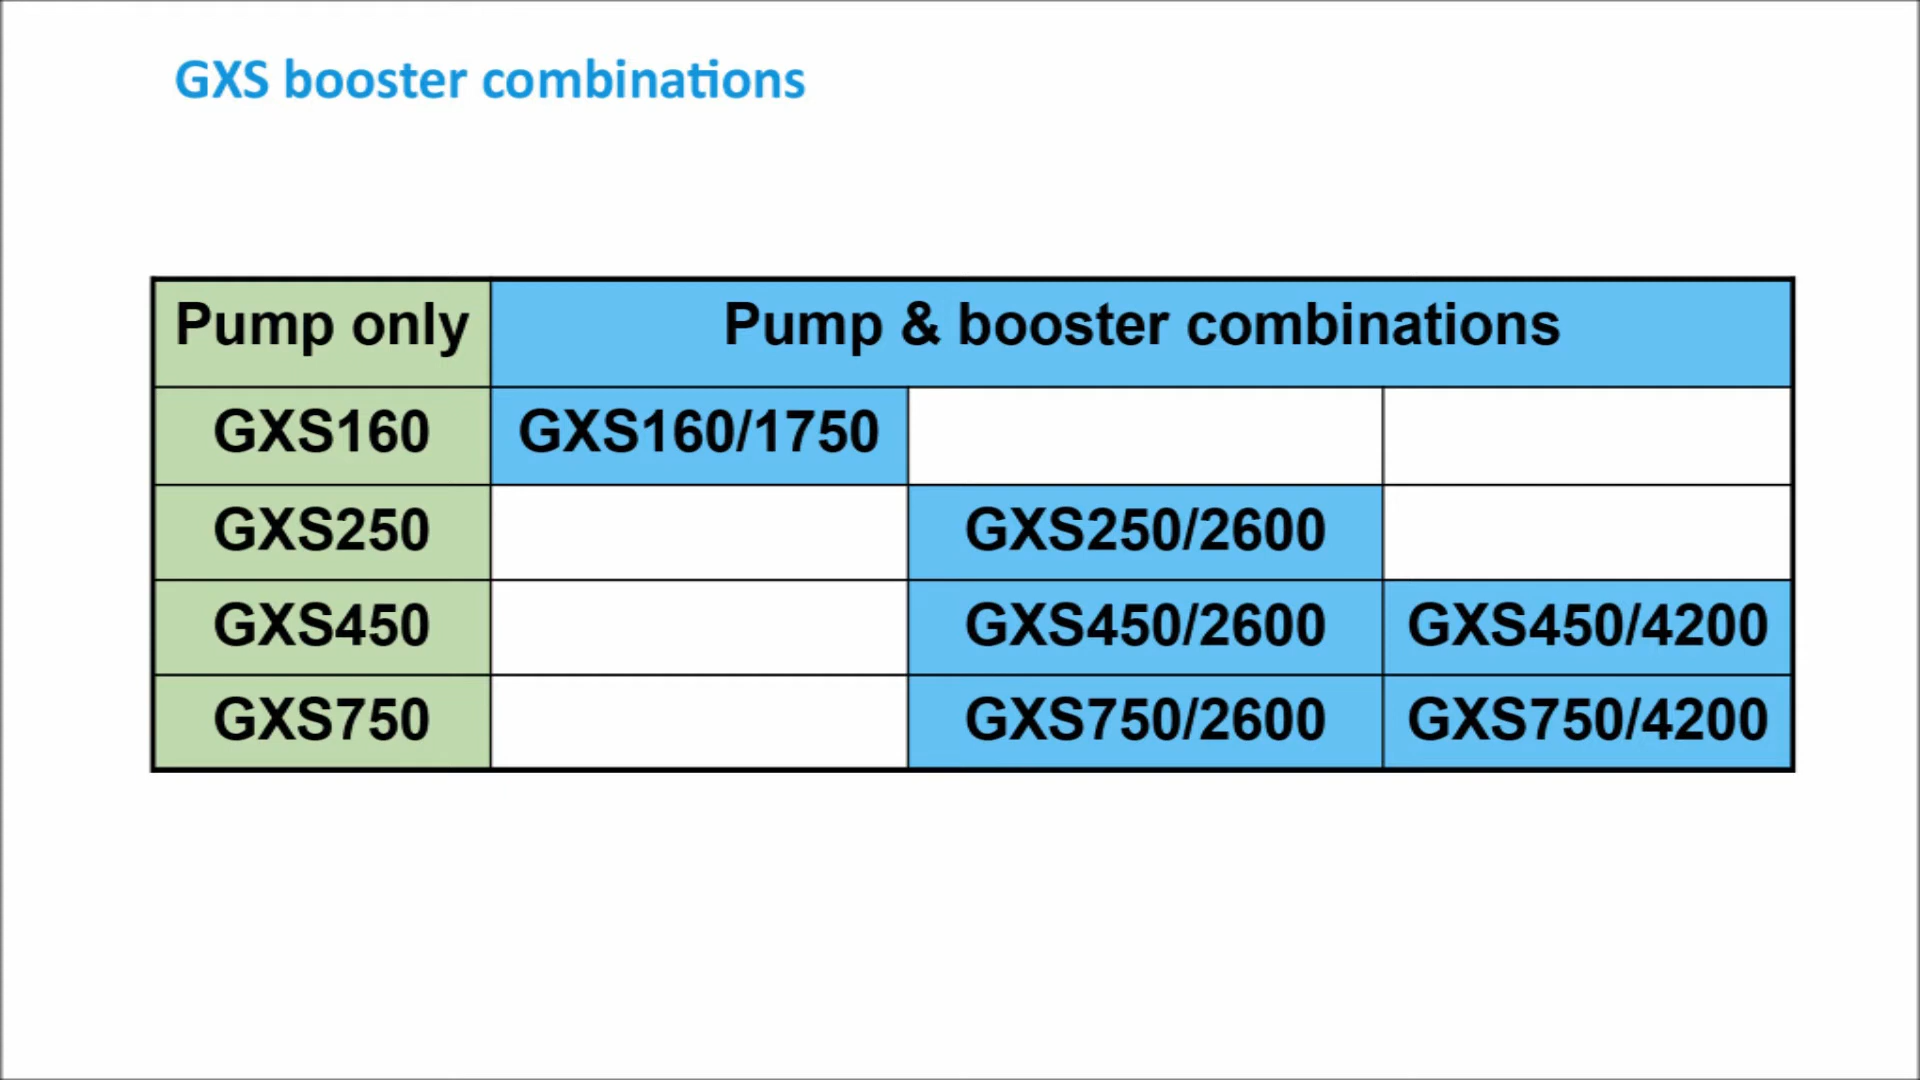 GXS booster combinations
Pump only Pump & booster combinations
GXS160 GXS160/1750
GXS250 GXS250/2600
GXS450 GXS450/2600 GXS450/4200
GXS750 GXS750/2600 GXS750/4200